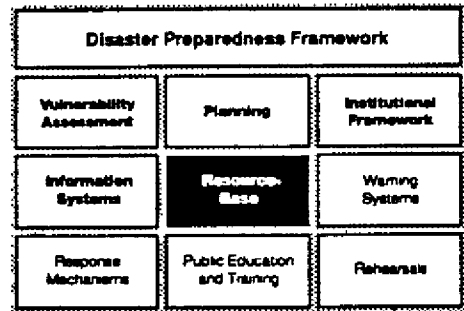 Disaster Preparedness Framework
Vulnerability
Assessment
Planning
Institutional
Framework
Information
Systems
Resource-
Base
Warning
Systems
Response
Mechanisms
Public Education
and Training
Rehearsals